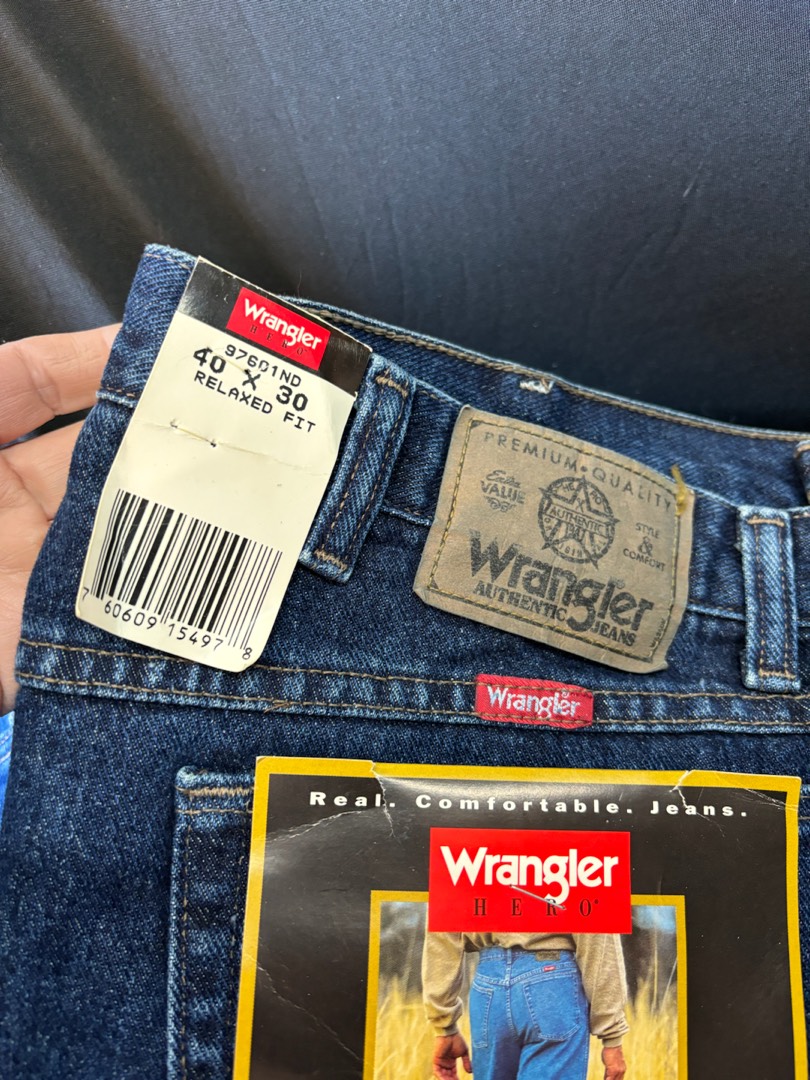 Wrangler®
HERO®
97601ND
40 X 30
RELAXED FIT
7 60609 15497 8
PREMIUM • QUALITY
Extra
VALUE
AUTHENTIC
STYLE
&
COMFORT
Wrangler®
AUTHENTIC JEANS
Wrangler
Real. Comfortable. Jeans.
Wrangler
HERO®